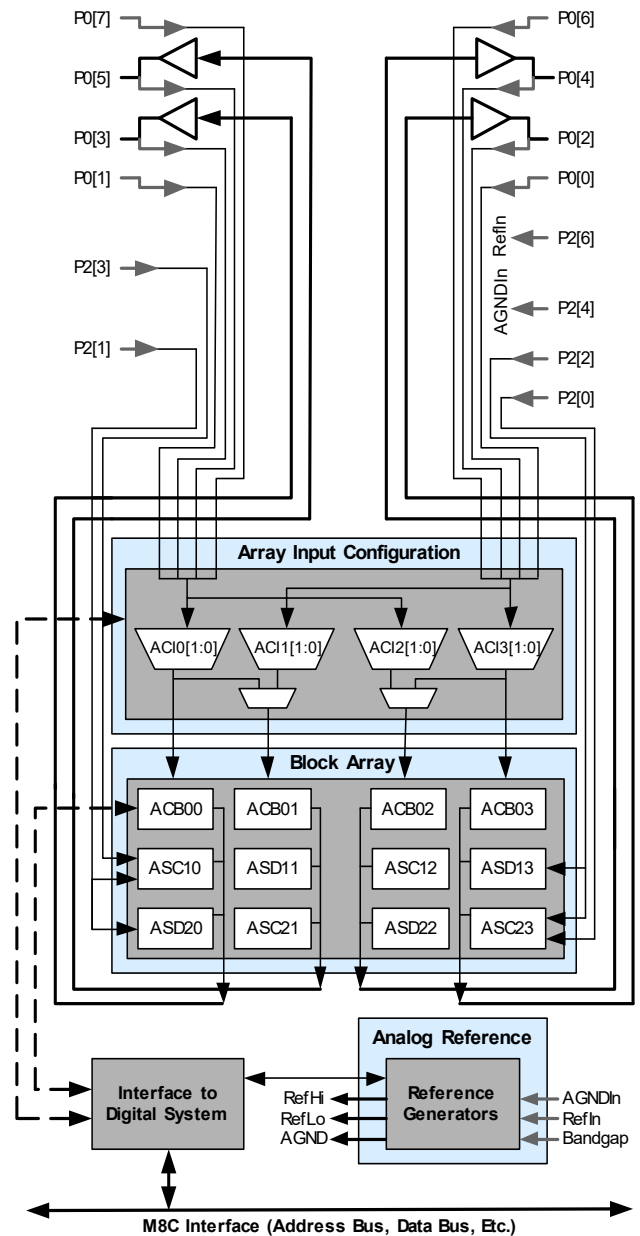 P0[7]
P0[6]
P0[5]
P0[4]
P0[3]
P0[2]
P0[1]
P0[0]
P2[6]
RefIn
P2[3]
AGNDIn
P2[4]
P2[1]
P2[2]
P2[0]
Array Input Configuration
ACI0[1:0]
ACI1[1:0]
ACI2[1:0]
ACI3[1:0]
Block Array
ACB00
ACB01
ACB02
ACB03
ASC10
ASD11
ASC12
ASD13
ASD20
ASC21
ASD22
ASC23
Analog Reference
Interface to
Digital System
RefHi
RefLo
AGND
Reference
Generators
AGNDIn
RefIn
Bandgap
M8C Interface (Address Bus, Data Bus, Etc.)